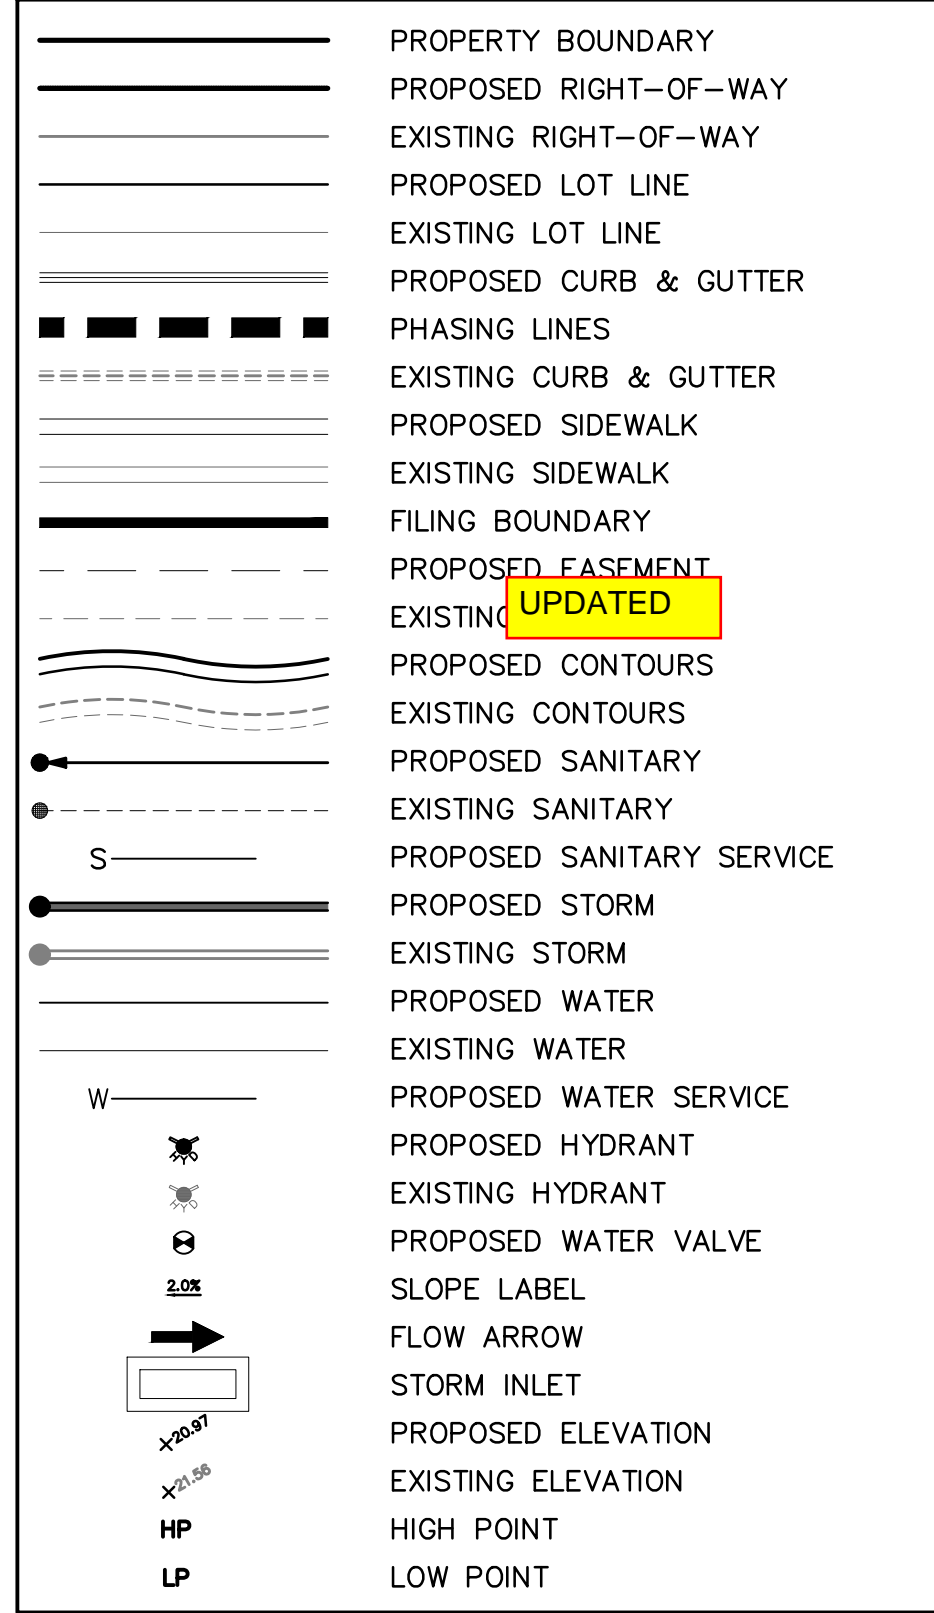 PROPERTY BOUNDARY
PROPOSED RIGHT-OF-WAY
EXISTING RIGHT-OF-WAY
PROPOSED LOT LINE
EXISTING LOT LINE
PROPOSED CURB & GUTTER
PHASING LINES
EXISTING CURB & GUTTER
PROPOSED SIDEWALK
EXISTING SIDEWALK
FILING BOUNDARY
PROPOSED EASEMENT
UPDATED
EXISTING
PROPOSED CONTOURS
EXISTING CONTOURS
PROPOSED SANITARY
EXISTING SANITARY
S PROPOSED SANITARY SERVICE
PROPOSED STORM
EXISTING STORM
PROPOSED WATER
EXISTING WATER
W PROPOSED WATER SERVICE
HYD PROPOSED HYDRANT
HYD EXISTING HYDRANT
PROPOSED WATER VALVE
2.0% SLOPE LABEL
FLOW ARROW
STORM INLET
×20.97 PROPOSED ELEVATION
×21.56 EXISTING ELEVATION
HP HIGH POINT
LP LOW POINT